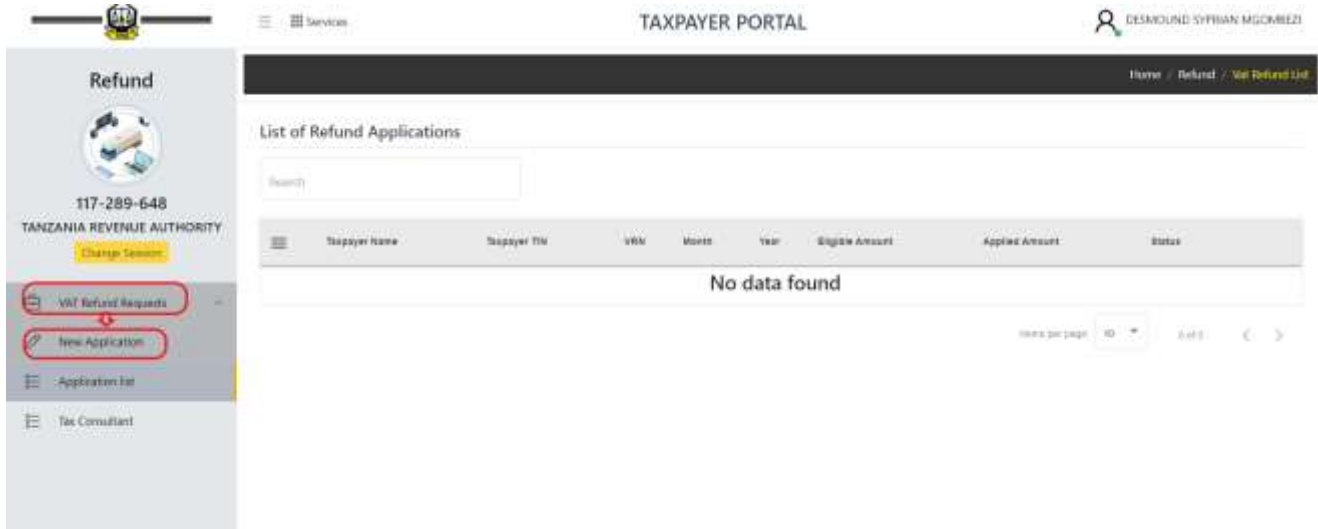 Services
TAXPAYER PORTAL
DESMOUND SYPRIAN MGOMBEZI
Home / Refund / Vat Refund List
Refund
117-289-648
TANZANIA REVENUE AUTHORITY
Change Session
VAT Refund Requests
New Application
Application list
Tax Consultant
List of Refund Applications
Search
Taxpayer Name Taxpayer TIN VRN Month Year Eligible Amount Applied Amount Status
No data found
Items per page 10